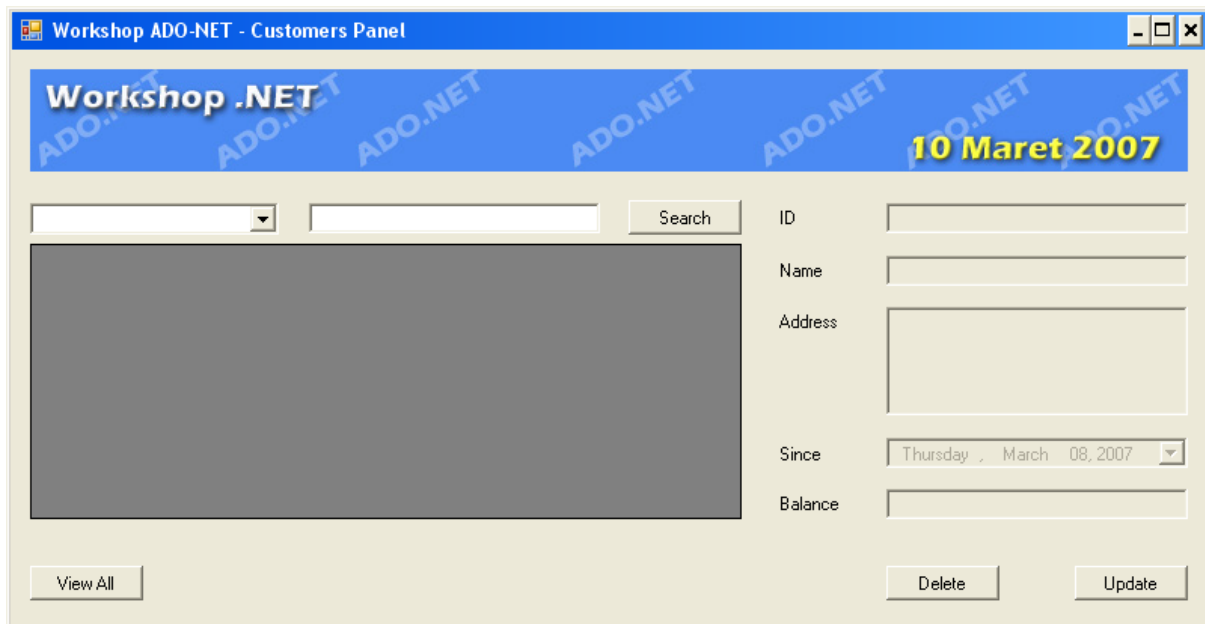 Workshop ADO-NET - Customers Panel
Workshop .NET
ADO.NET ADO.NET ADO.NET ADO.NET ADO.NET ADO.NET ADO.NET
10 Maret 2007
Search
ID
Name
Address
Since
Thursday , March 08, 2007
Balance
View All
Delete
Update